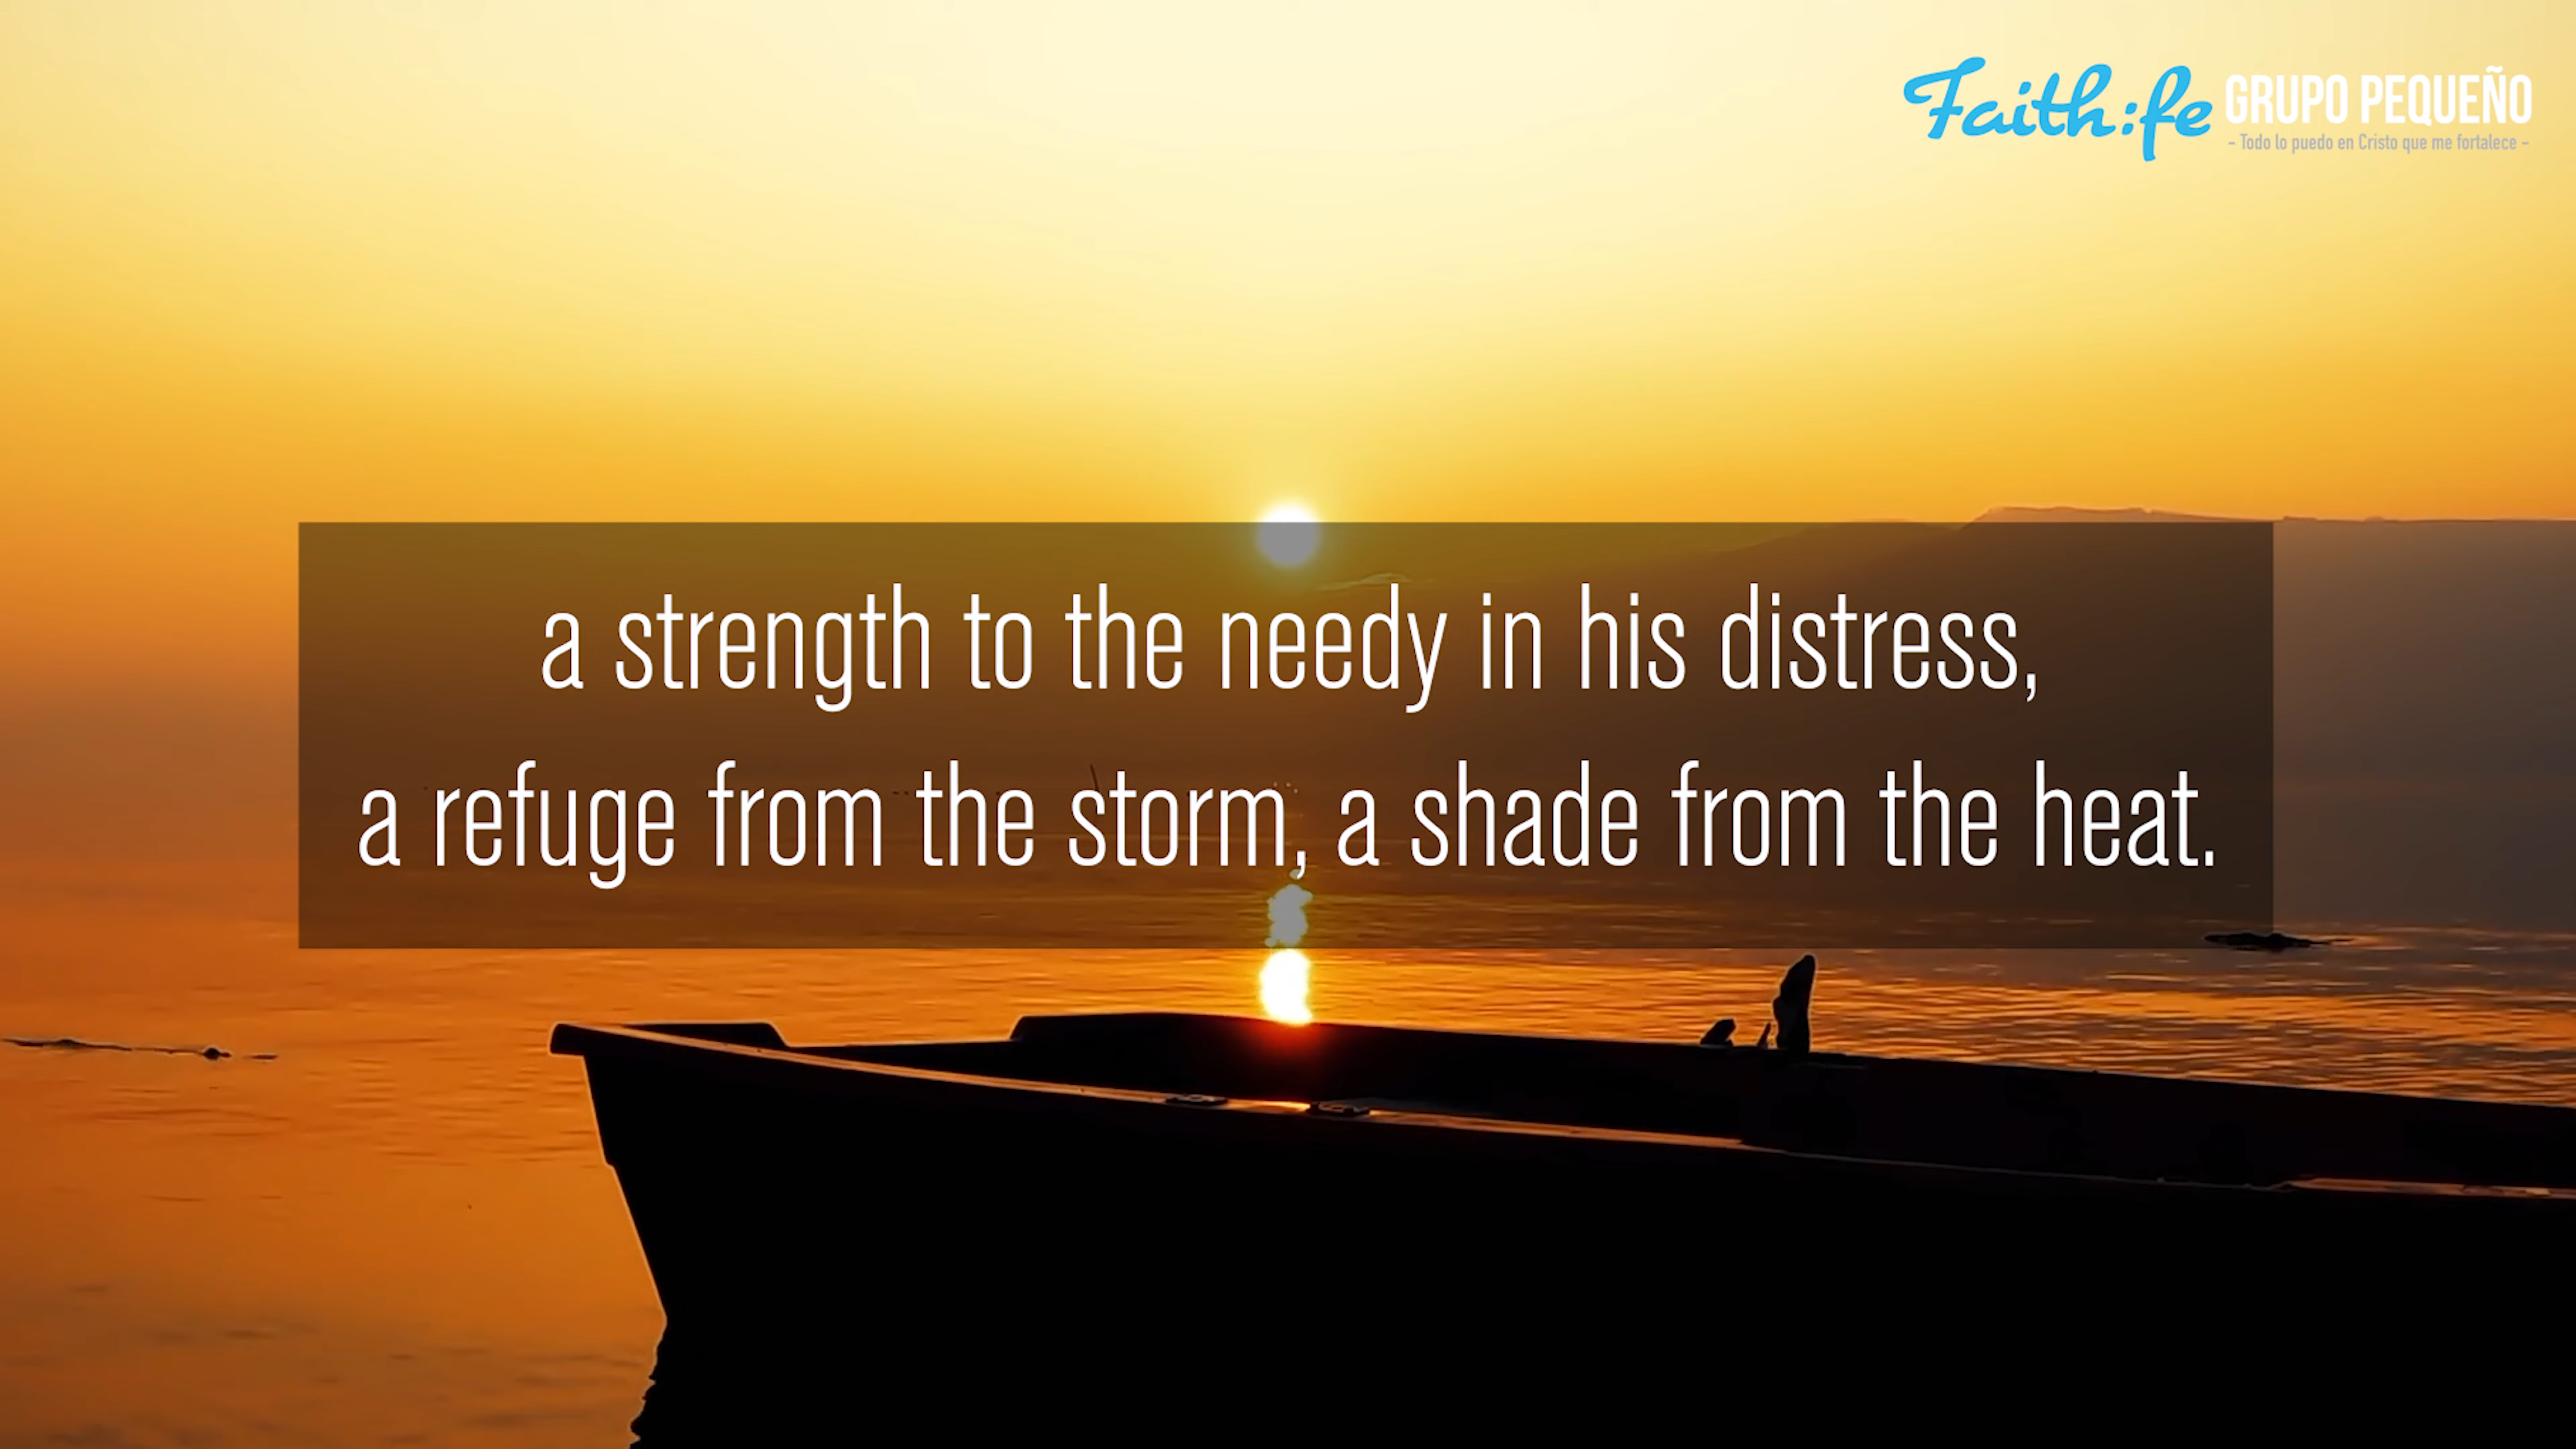 Faith:fe GRUPO PEQUEÑO
- Todo lo puedo en Cristo que me fortalece -
a strength to the needy in his distress,
a refuge from the storm, a shade from the heat.